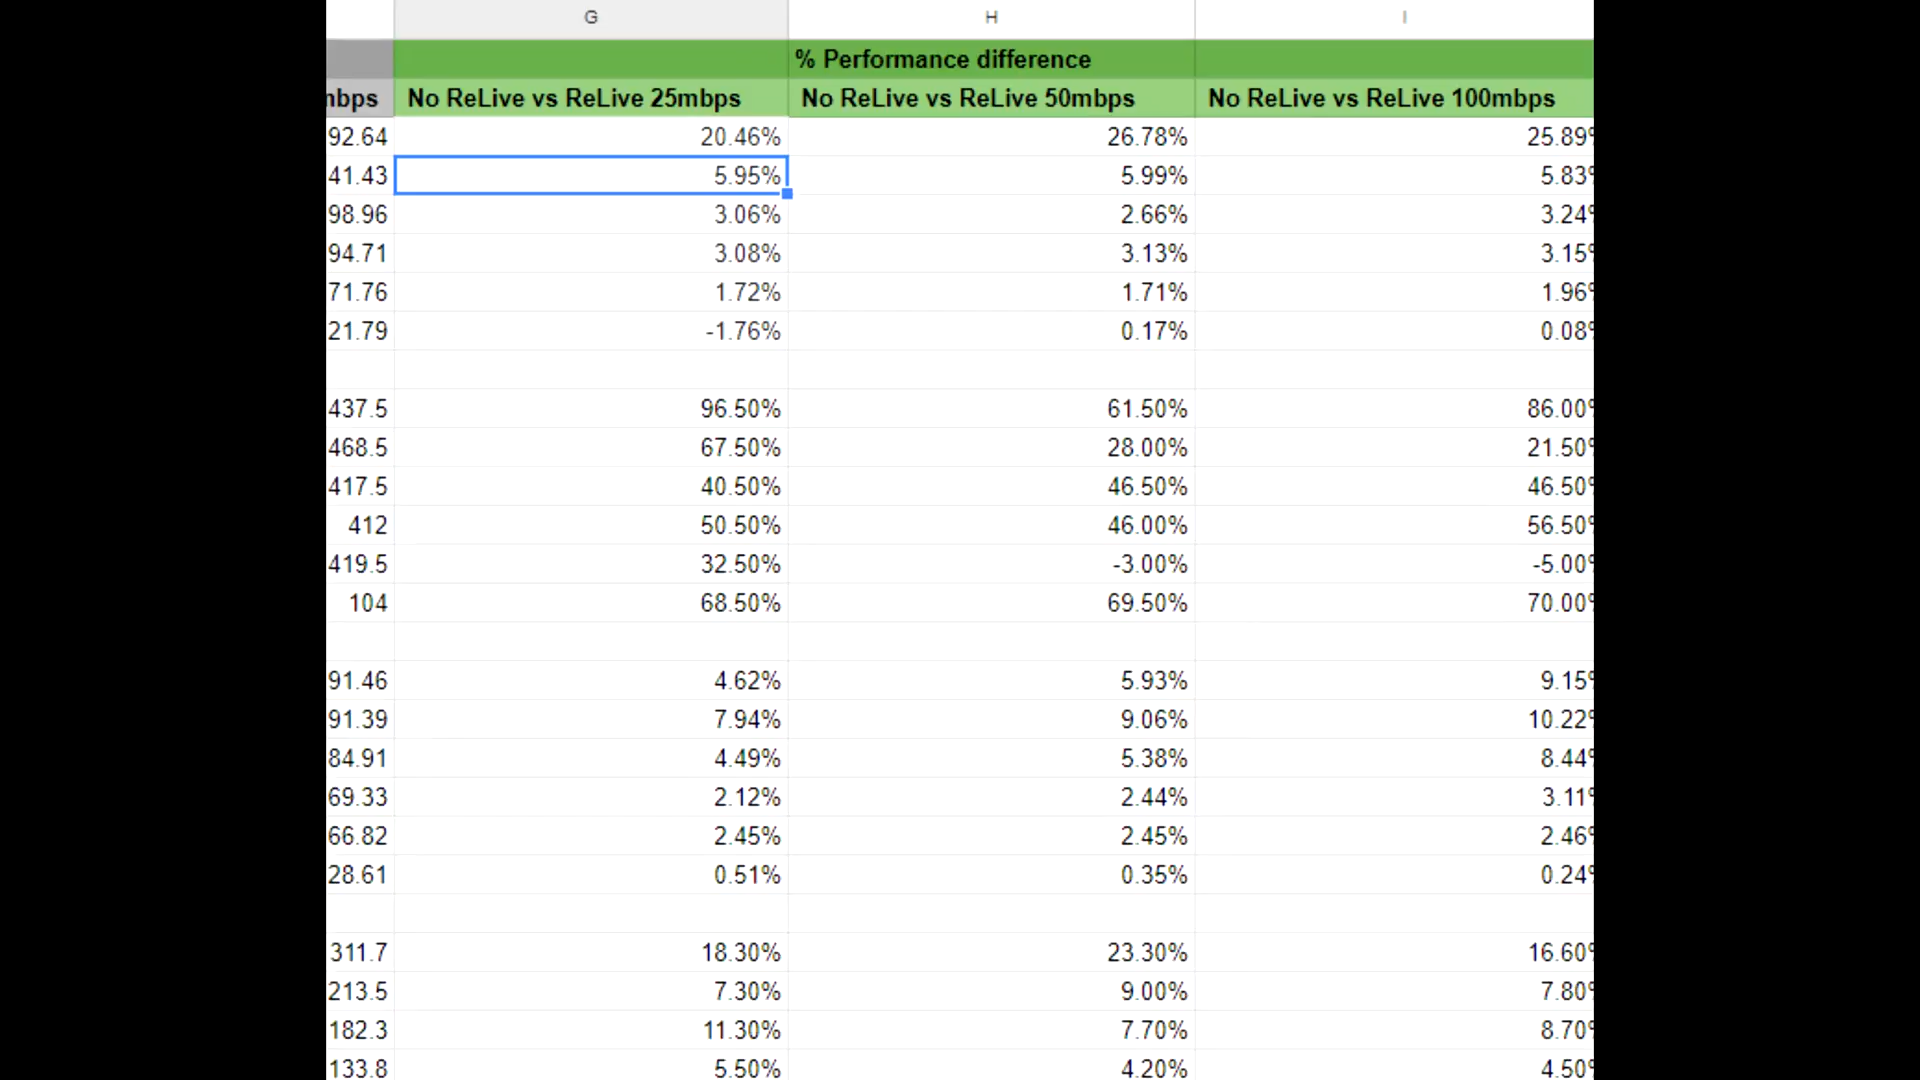 G H I
% Performance difference
mbps No ReLive vs ReLive 25mbps No ReLive vs ReLive 50mbps No ReLive vs ReLive 100mbps
92.64 20.46% 26.78% 25.89%
41.43 5.95% 5.99% 5.83%
98.96 3.06% 2.66% 3.24%
94.71 3.08% 3.13% 3.15%
71.76 1.72% 1.71% 1.96%
21.79 -1.76% 0.17% 0.08%
437.5 96.50% 61.50% 86.00%
468.5 67.50% 28.00% 21.50%
417.5 40.50% 46.50% 46.50%
412 50.50% 46.00% 56.50%
419.5 32.50% -3.00% -5.00%
104 68.50% 69.50% 70.00%
91.46 4.62% 5.93% 9.15%
91.39 7.94% 9.06% 10.22%
84.91 4.49% 5.38% 8.44%
69.33 2.12% 2.44% 3.11%
66.82 2.45% 2.45% 2.46%
28.61 0.51% 0.35% 0.24%
311.7 18.30% 23.30% 16.60%
213.5 7.30% 9.00% 7.80%
182.3 11.30% 7.70% 8.70%
133.8 5.50% 4.20% 4.50%